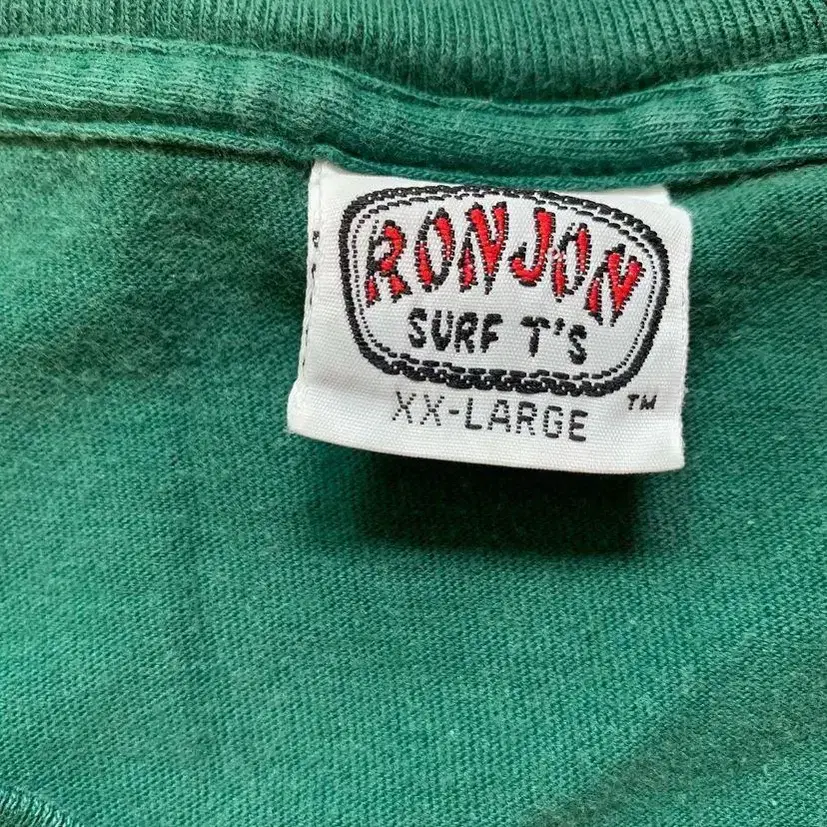 RON JON
SURF T'S
XX-LARGE
TM